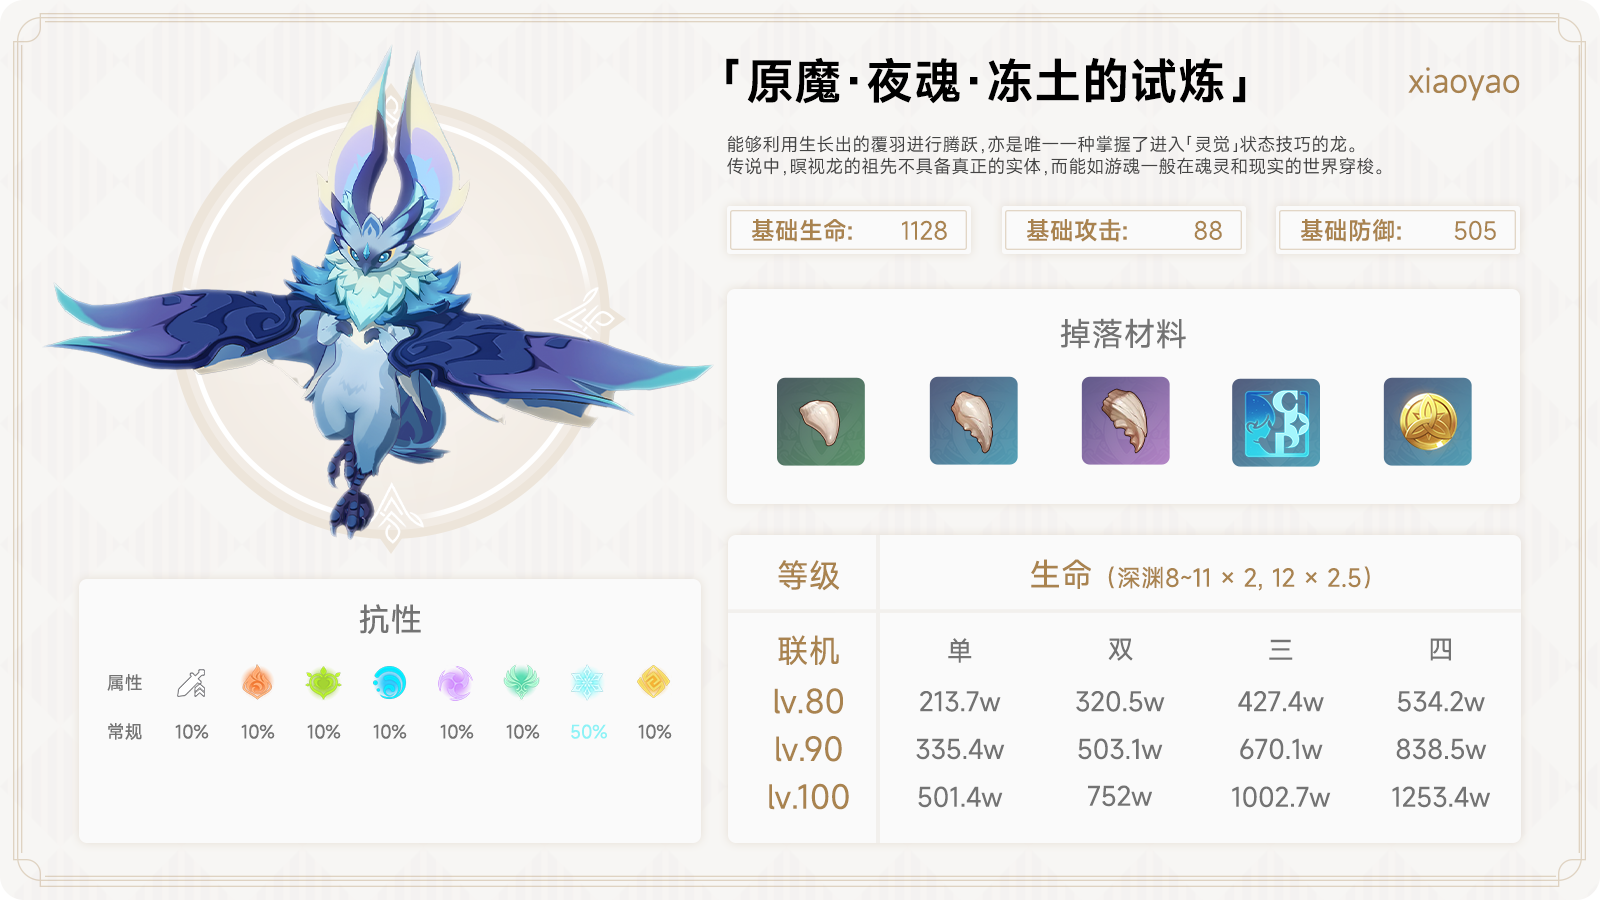 「原魔·夜魂·冻土的试炼」
xiaoyao
能够利用生长出的覆羽进行腾跃,亦是唯一一种掌握了进入「灵觉」状态技巧的龙。
传说中,瞑视龙的祖先不具备真正的实体,而能如游魂一般在魂灵和现实的世界穿梭。
基础生命: 1128
基础攻击: 88
基础防御: 505
掉落材料
EXP
等级 生命（深渊8~11 × 2, 12 × 2.5）
联机 单 双 三 四
lv.80 213.7w 320.5w 427.4w 534.2w
lv.90 335.4w 503.1w 670.1w 838.5w
lv.100 501.4w 752w 1002.7w 1253.4w
抗性
属性
常规 10% 10% 10% 10% 10% 10% 50% 10%